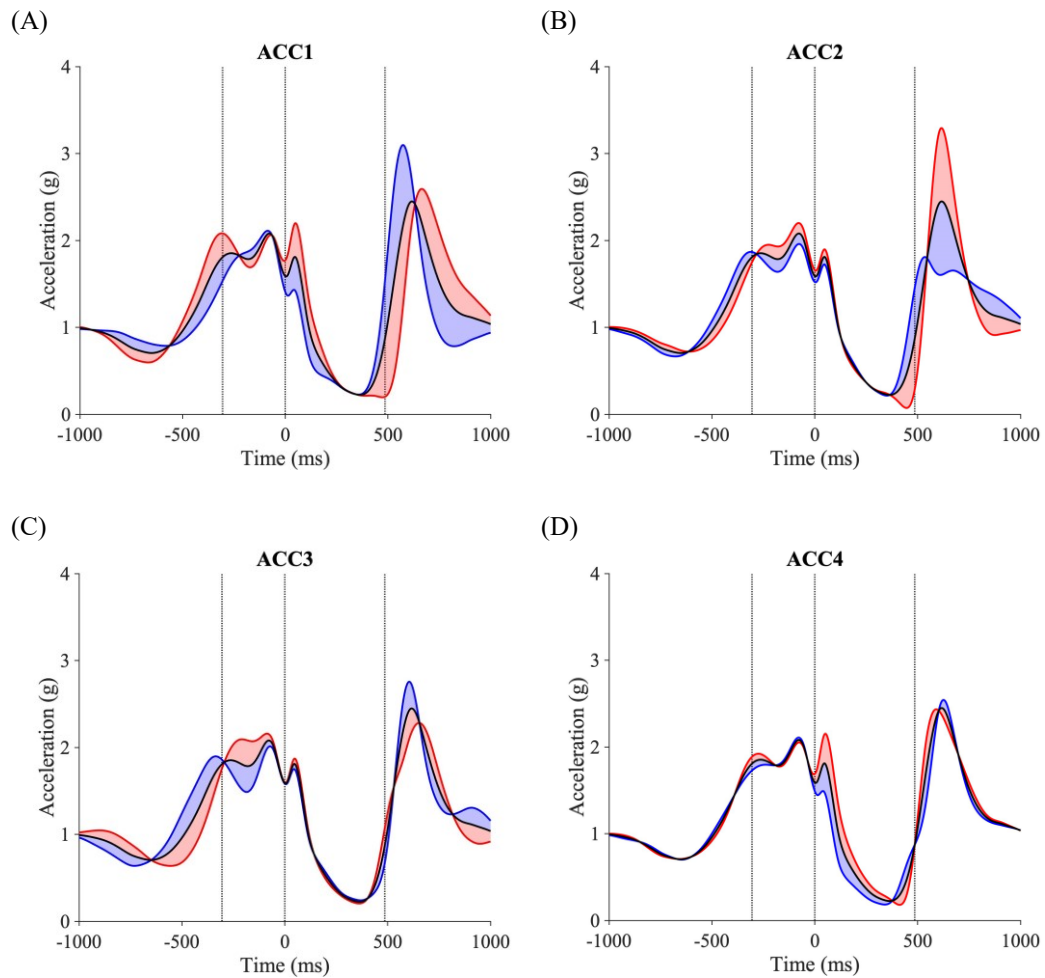 (A)
ACC1
4
3
2
1
0
Acceleration (g)
-1000 -500 0 500 1000
Time (ms)
(B)
ACC2
4
3
2
1
0
Acceleration (g)
-1000 -500 0 500 1000
Time (ms)
(C)
ACC3
4
3
2
1
0
Acceleration (g)
-1000 -500 0 500 1000
Time (ms)
(D)
ACC4
4
3
2
1
0
Acceleration (g)
-1000 -500 0 500 1000
Time (ms)